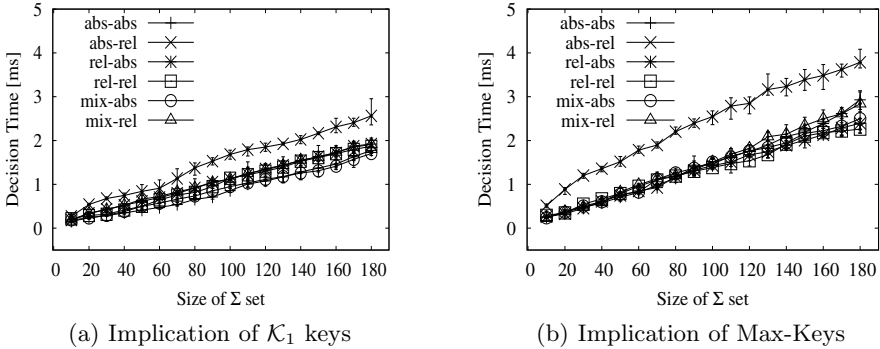 5
4
3
2
1
0
Decision Time [ms]
abs-abs
abs-rel
rel-abs
rel-rel
mix-abs
mix-rel
0 20 40 60 80 100 120 140 160 180
Size of Σ set
(a) Implication of 𝒦₁ keys
5
4
3
2
1
0
Decision Time [ms]
abs-abs
abs-rel
rel-abs
rel-rel
mix-abs
mix-rel
0 20 40 60 80 100 120 140 160 180
Size of Σ set
(b) Implication of Max-Keys